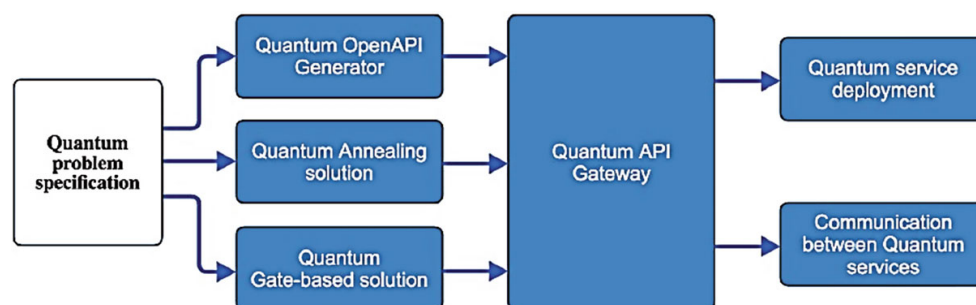 Quantum
problem
specification
Quantum OpenAPI
Generator
Quantum Annealing
solution
Quantum
Gate-based solution
Quantum API
Gateway
Quantum service
deployment
Communication
between Quantum
services